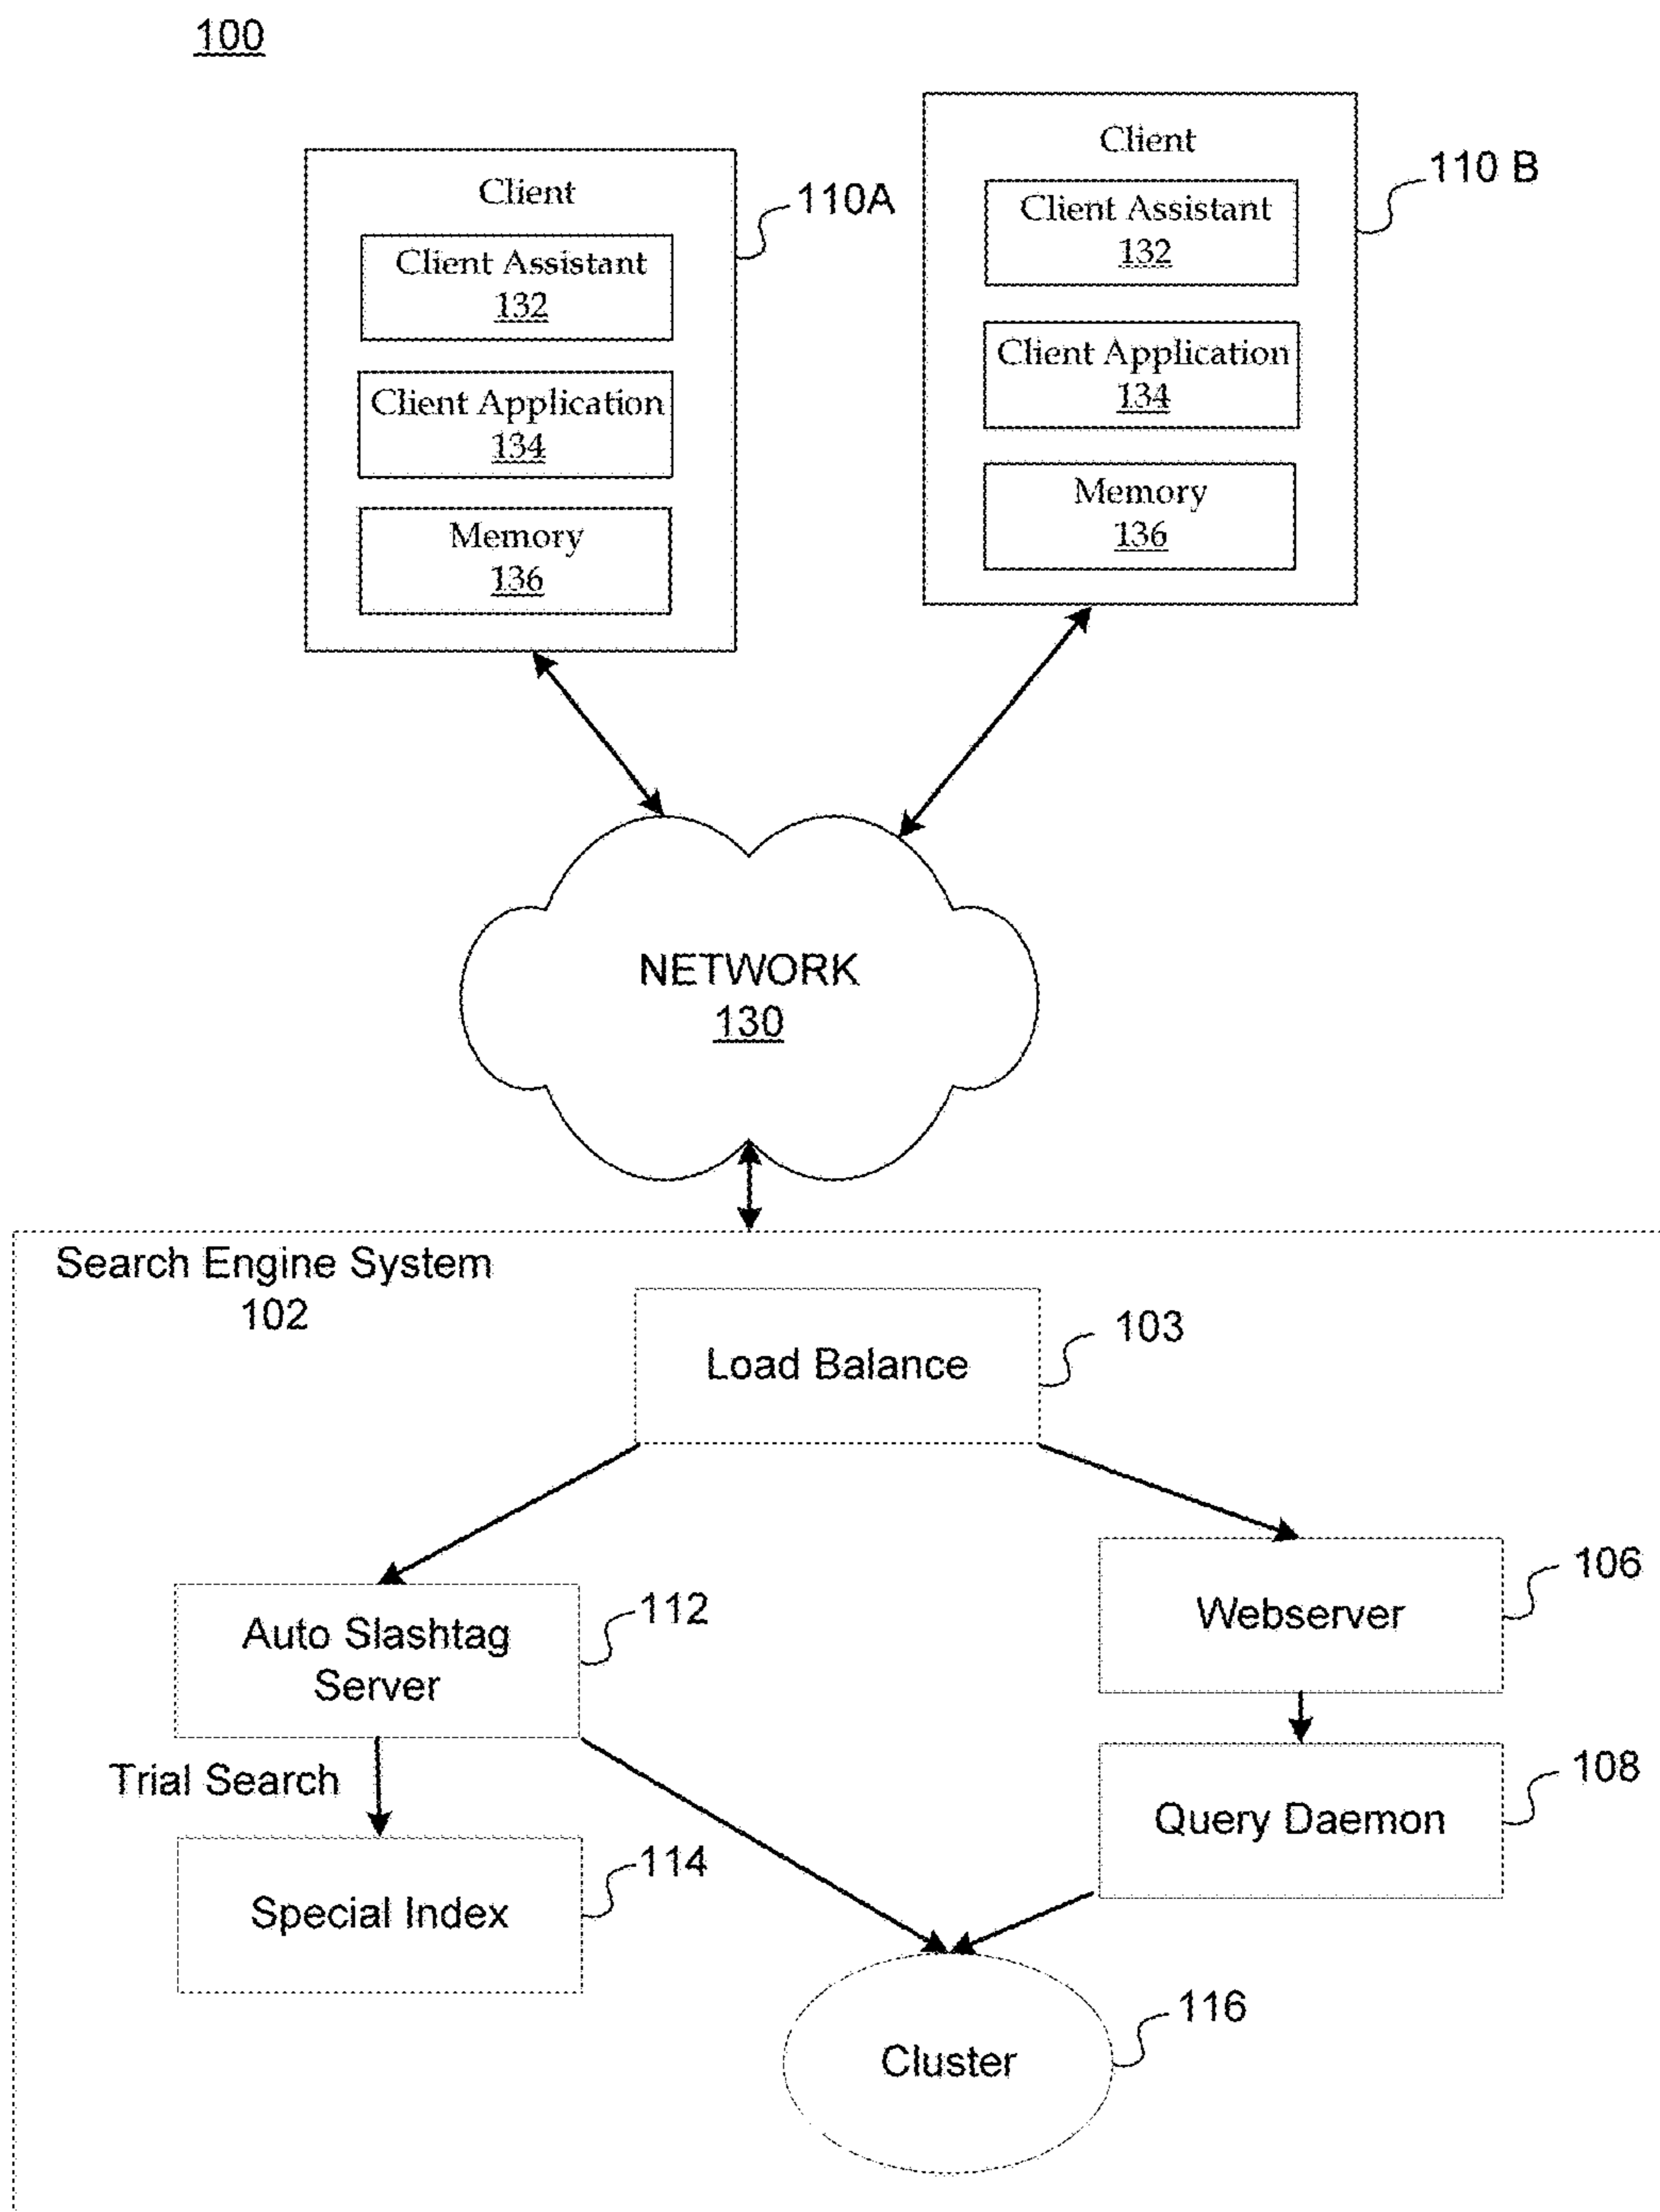 100
Client
110A
Client Assistant
132
Client Application
134
Memory
136
Client
110 B
Client Assistant
132
Client Application
134
Memory
136
NETWORK
130
Search Engine System
102
Load Balance
103
Auto Slashtag
Server
112
Webserver
106
Trial Search
Query Daemon
108
Special Index
114
Cluster
116